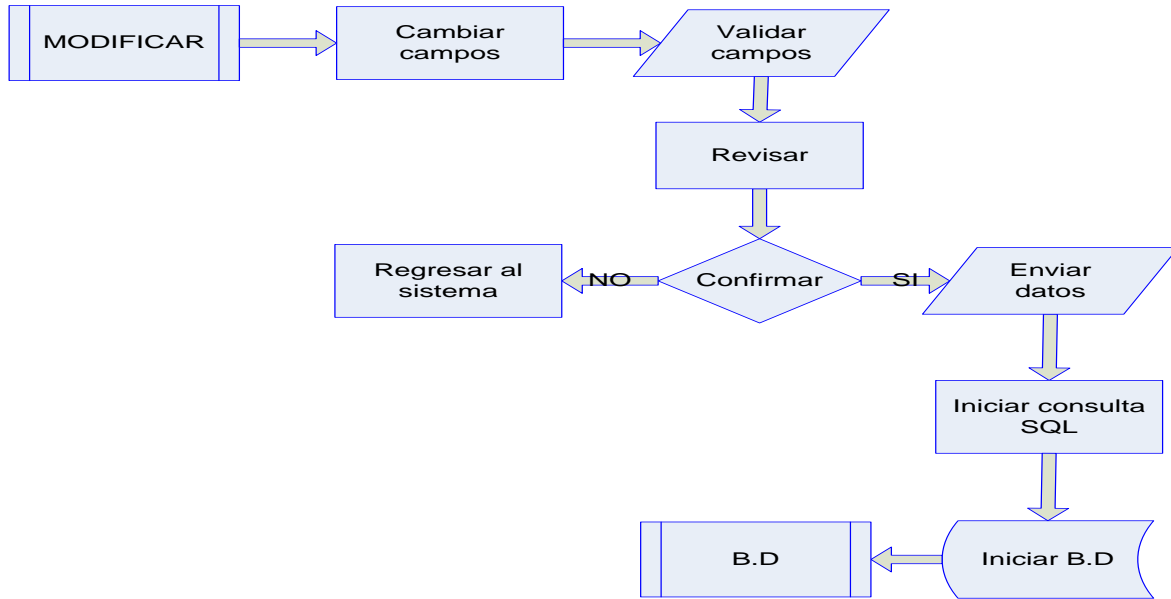 MODIFICAR
Cambiar
campos
Validar
campos
Revisar
Regresar al
sistema
NO
Confirmar
SI
Enviar
datos
Iniciar consulta
SQL
B.D
Iniciar B.D